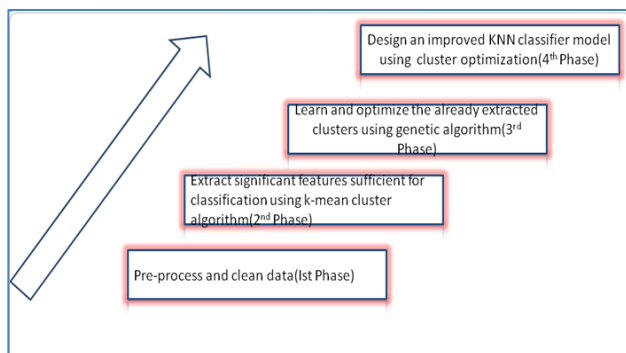 Design an improved KNN classifier model
using cluster optimization(4th Phase)
Learn and optimize the already extracted
clusters using genetic algorithm(3rd
Phase)
Extract significant features sufficient for
classification using k-mean cluster
algorithm(2nd Phase)
Pre-process and clean data(Ist Phase)